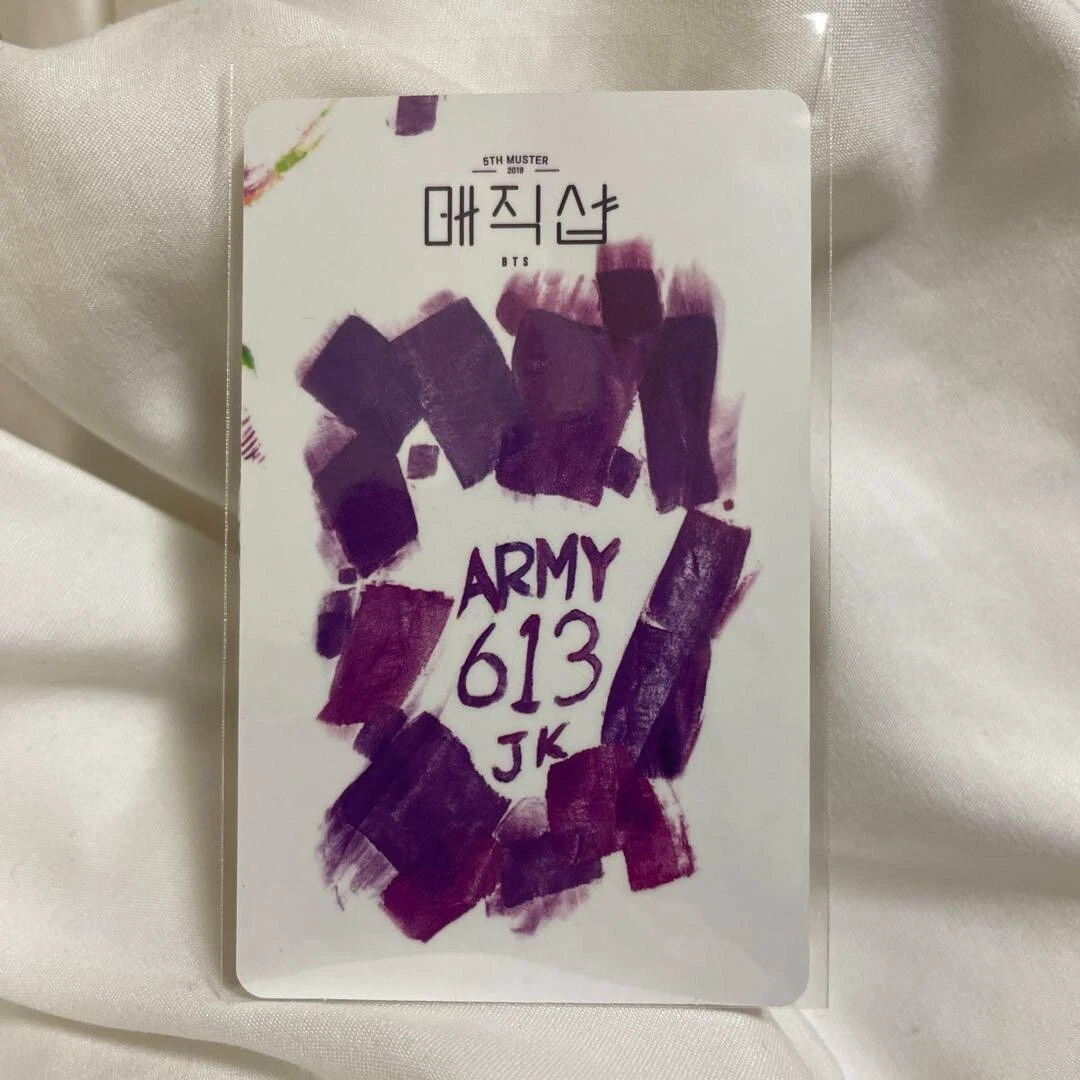 5TH MUSTER
2019
매직샵
BTS
ARMY
613
JK